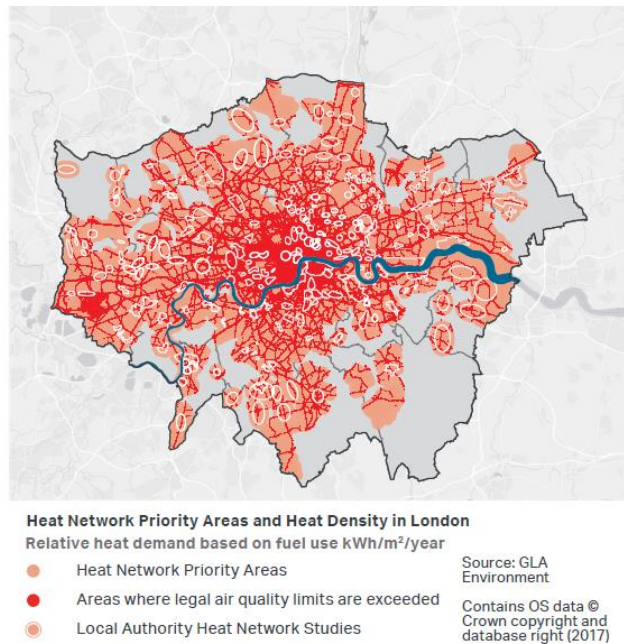 Heat Network Priority Areas and Heat Density in London
Relative heat demand based on fuel use kWh/m²/year
Heat Network Priority Areas
Areas where legal air quality limits are exceeded
Local Authority Heat Network Studies
Source: GLA
Environment
Contains OS data ©
Crown copyright and
database right (2017)